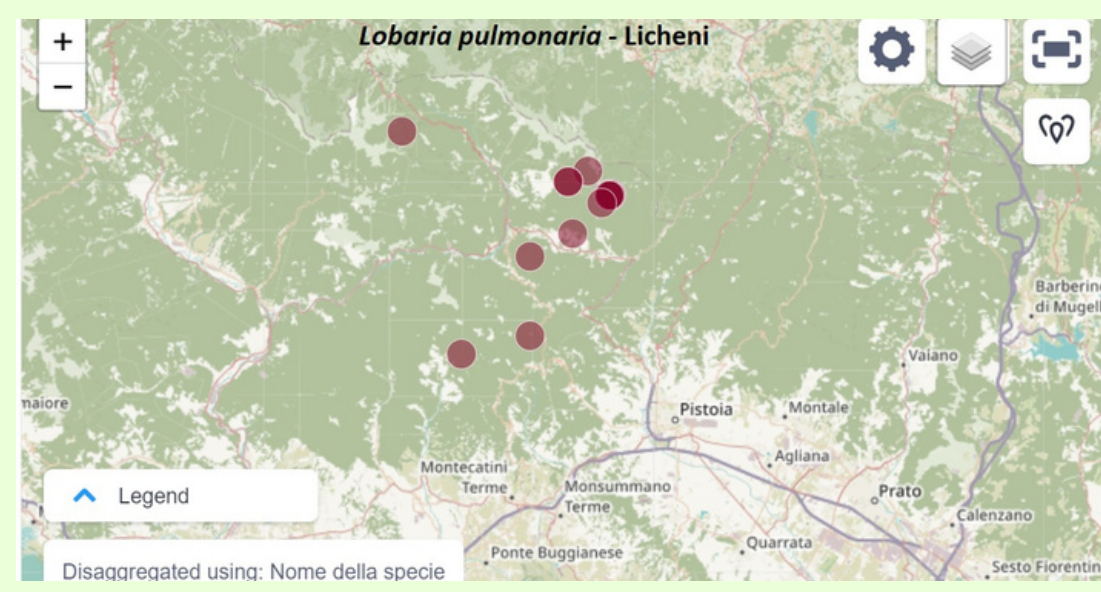 +
Lobaria pulmonaria - Licheni
−
Barberin
di Mugell
Vaiano
maiore
Pistoia
Montale
Agliana
Montecatini
Terme
Monsummano
Terme
Prato
Legend
Calenzano
Quarrata
Ponte Buggianese
Sesto Fiorentin
Disaggregated using: Nome della specie